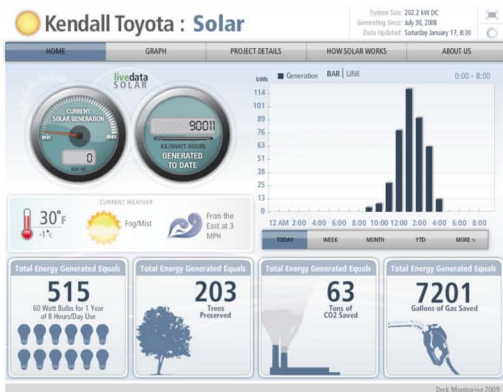 Kendall Toyota : Solar
System Size: 202.2 kW DC
Generating Since: July 30, 2008
Data Updated: Saturday January 17, 8:30
HOME GRAPH PROJECT DETAILS HOW SOLAR WORKS ABOUT US
livedata
SOLAR
CURRENT
SOLAR GENERATION
min max
0
KW DC
90011
KILOWATT HOURS
GENERATED
TO DATE
kWh Generation BAR | LINE 0:00 - 8:00
114
101
89
76
63
51
38
25
13
0
12 AM 2:00 4:00 6:00 8:00 10:00 12:00 2:00 4:00 6:00 8:00
TODAY WEEK MONTH YTD MORE >
CURRENT WEATHER
30°F
-1°c
Fog/Mist
From the
East at 3
MPH
Total Energy Generated Equals
515
60 Watt Bulbs for 1 Year
of 8 Hours/Day Use
Total Energy Generated Equals
203
Trees
Preserved
Total Energy Generated Equals
63
Tons of
CO2 Saved
Total Energy Generated Equals
7201
Gallons of Gas Saved
Deck Monitoring 2009